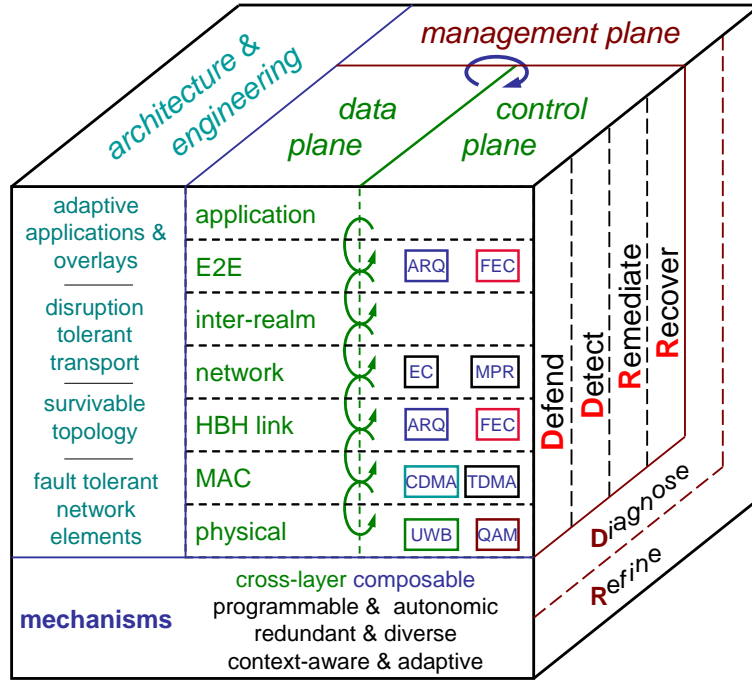 management plane
architecture &
engineering
data
plane
control
plane
adaptive
applications &
overlays
disruption
tolerant
transport
survivable
topology
fault tolerant
network
elements
application
E2E
ARQ
FEC
inter-realm
network
EC
MPR
HBH link
ARQ
FEC
MAC
CDMA
TDMA
physical
UWB
QAM
Defend
Detect
Remediate
Recover
Diagnose
Refine
mechanisms
cross-layer composable
programmable & autonomic
redundant & diverse
context-aware & adaptive